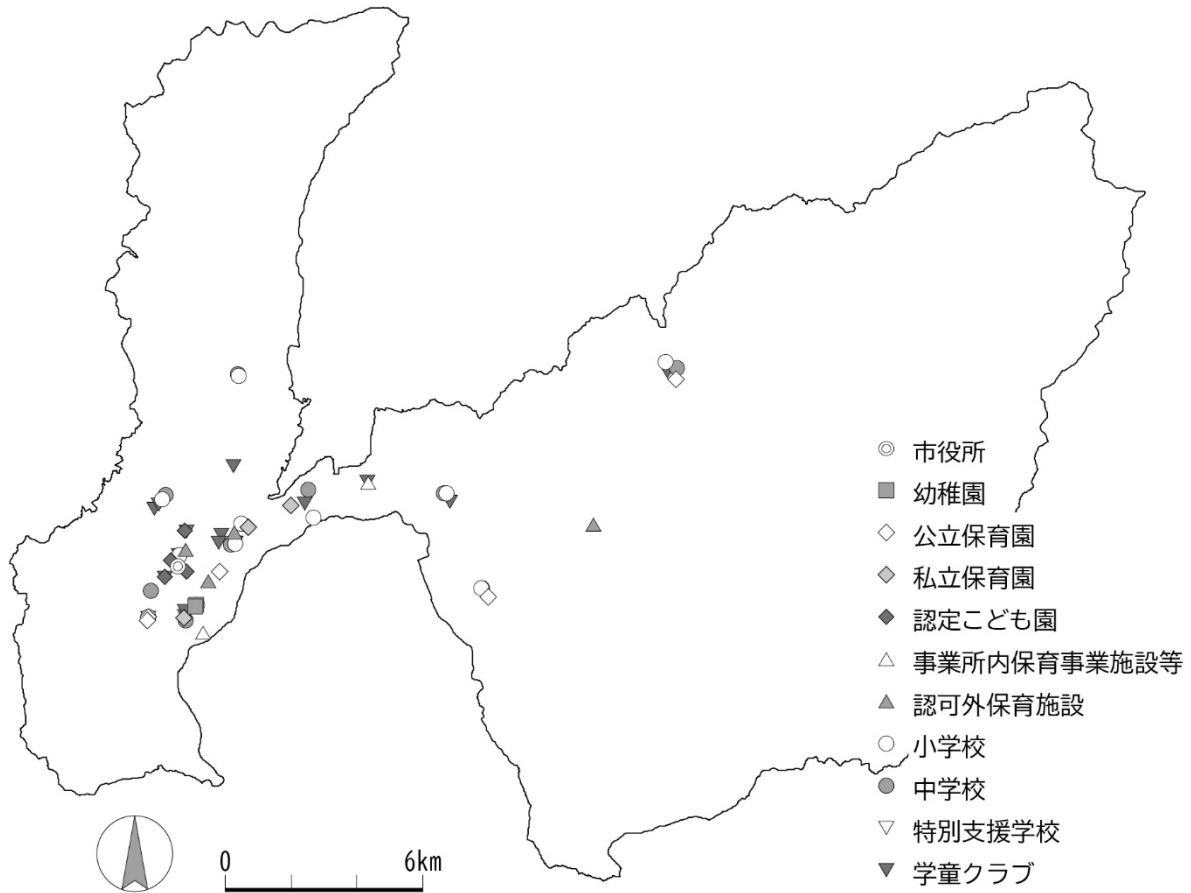 市役所
幼稚園
公立保育園
私立保育園
認定こども園
事業所内保育事業施設等
認可外保育施設
小学校
中学校
特別支援学校
学童クラブ
0 6km